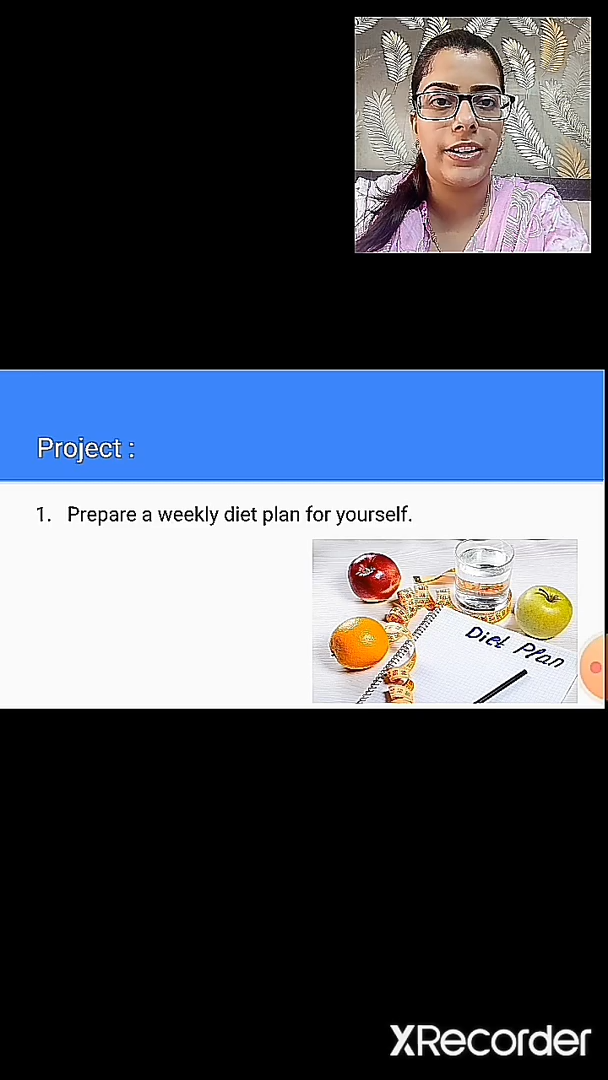 Project :
1. Prepare a weekly diet plan for yourself.
Diet Plan
XRecorder